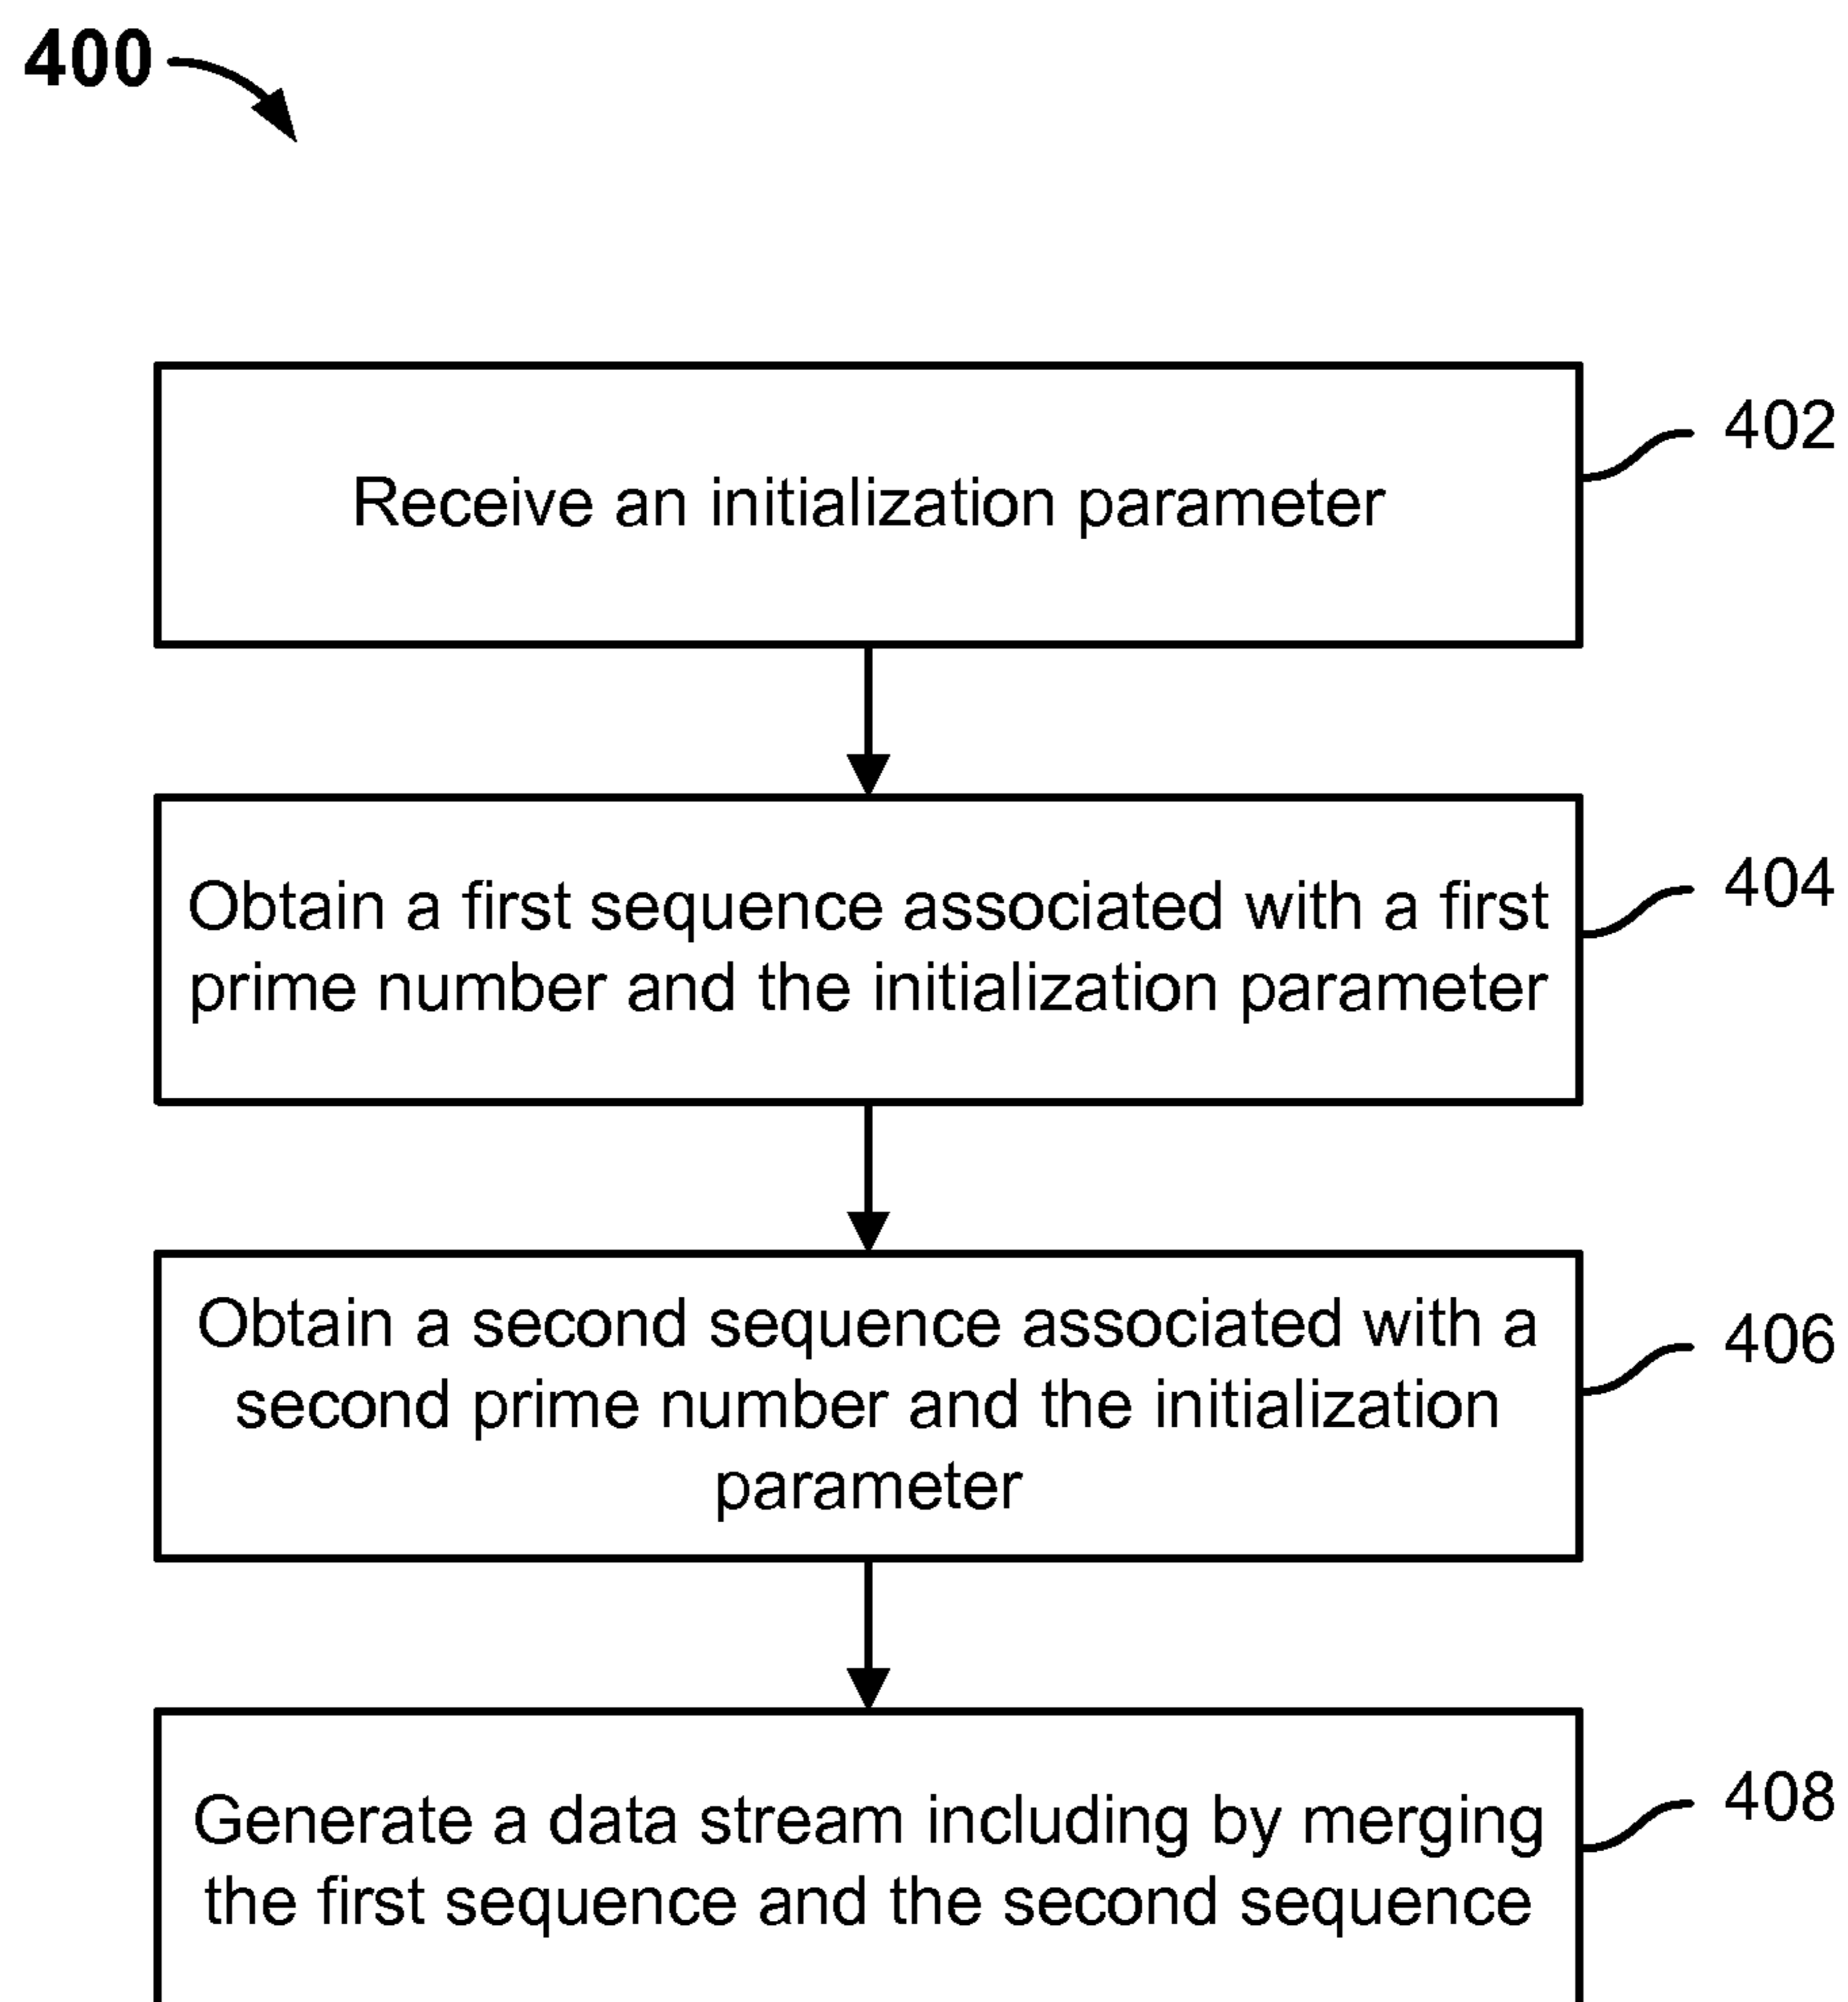 400
Receive an initialization parameter
402
Obtain a first sequence associated with a first
prime number and the initialization parameter
404
Obtain a second sequence associated with a
second prime number and the initialization
parameter
406
Generate a data stream including by merging
the first sequence and the second sequence
408